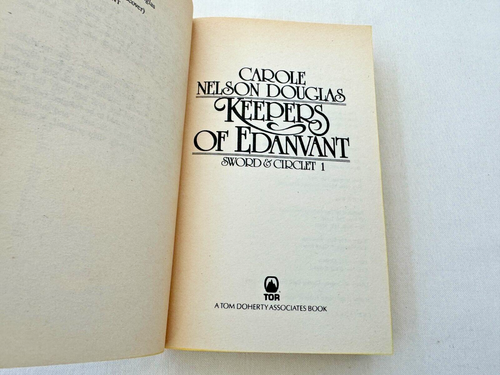 CAROLE
NELSON DOUGLAS
KEEPERS
OF EDANVANT
SWORD & CIRCLET 1
TOR
A TOM DOHERTY ASSOCIATES BOOK